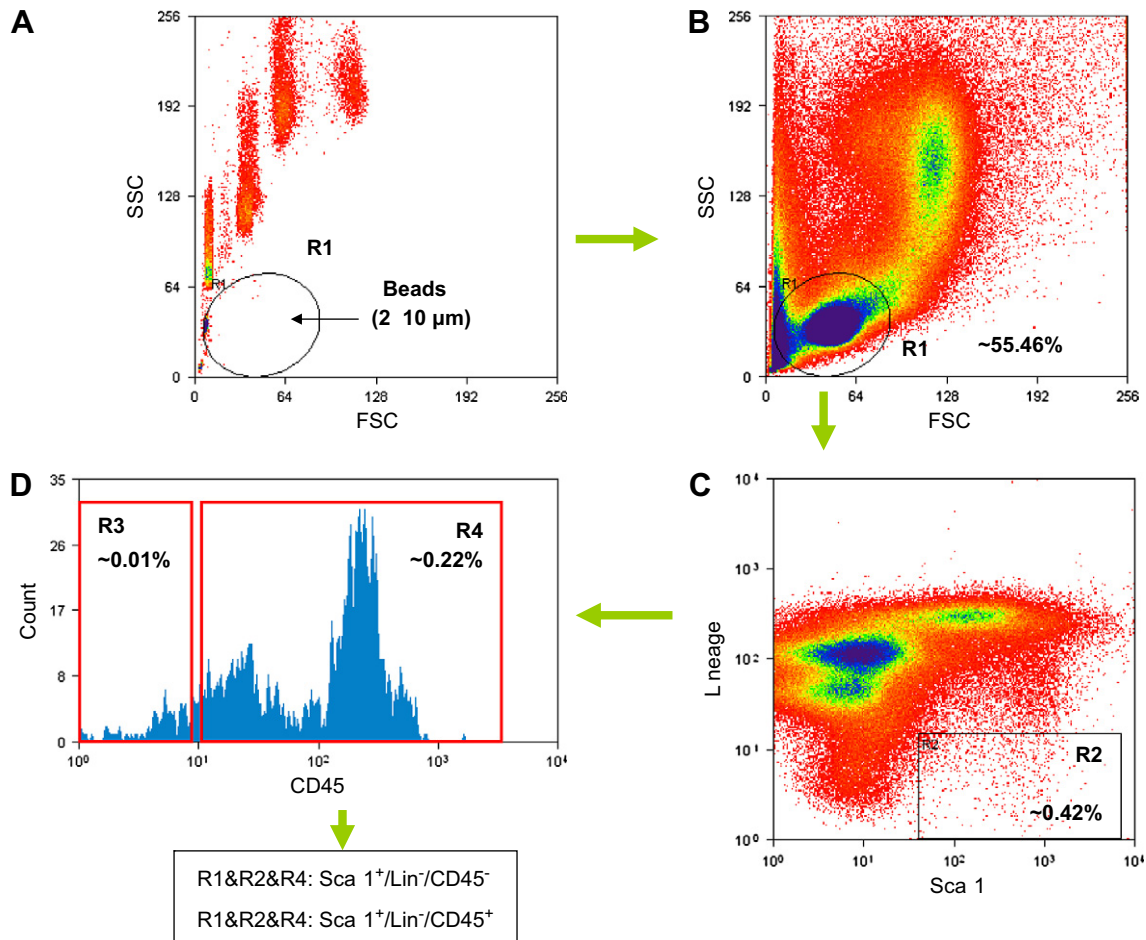 A
256
192
128
64
0
SSC
R1
R1
Beads
(2 10 µm)
0 64 128 192 256
FSC
B
256
192
128
64
0
SSC
R1
R1
~55.46%
0 64 128 192 256
FSC
D
35
26
17
8
0
Count
R3
~0.01%
R4
~0.22%
10⁰ 10¹ 10² 10³ 10⁴
CD45
C
10⁴
10³
10²
10¹
10⁰
L neage
R2
R2
~0.42%
10⁰ 10¹ 10² 10³ 10⁴
Sca 1
R1&R2&R4: Sca 1⁺/Lin⁻/CD45⁻
R1&R2&R4: Sca 1⁺/Lin⁻/CD45⁺